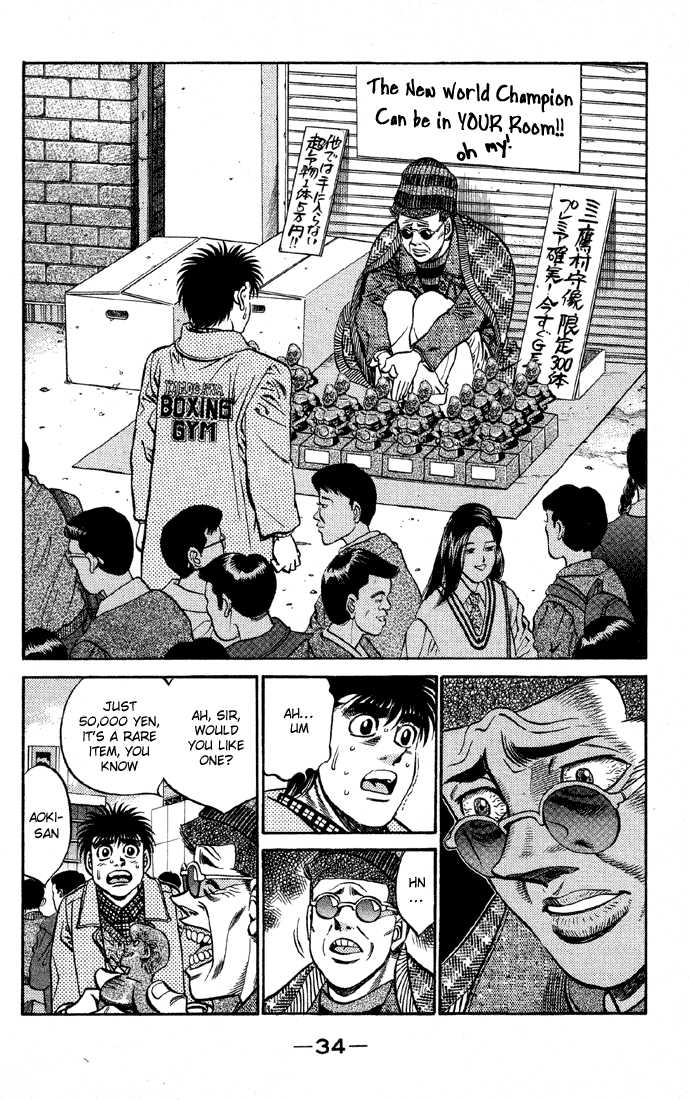 The New World Champion
Can be in YOUR Room!!
oh my!
鷹村守像 限定300体
プレミア確実!今すぐGE
他では手に入らない
超レア物 1体5万円!!
KAMOGAWA
BOXING
GYM
AH...
UM
HN
...
AH, SIR,
WOULD
YOU LIKE
ONE?
JUST
50,000 YEN,
IT'S A RARE
ITEM, YOU
KNOW
AOKI-
SAN
—34—